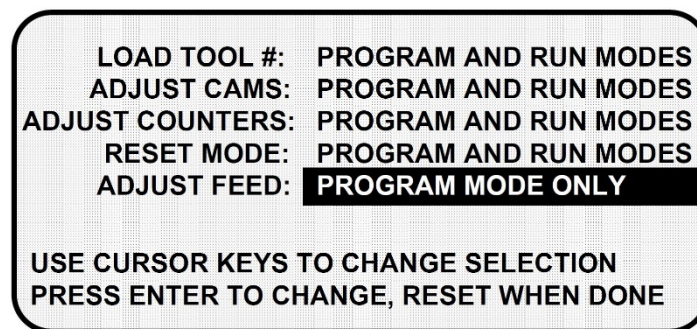 LOAD TOOL #: PROGRAM AND RUN MODES
ADJUST CAMS: PROGRAM AND RUN MODES
ADJUST COUNTERS: PROGRAM AND RUN MODES
RESET MODE: PROGRAM AND RUN MODES
ADJUST FEED: PROGRAM MODE ONLY
USE CURSOR KEYS TO CHANGE SELECTION
PRESS ENTER TO CHANGE, RESET WHEN DONE